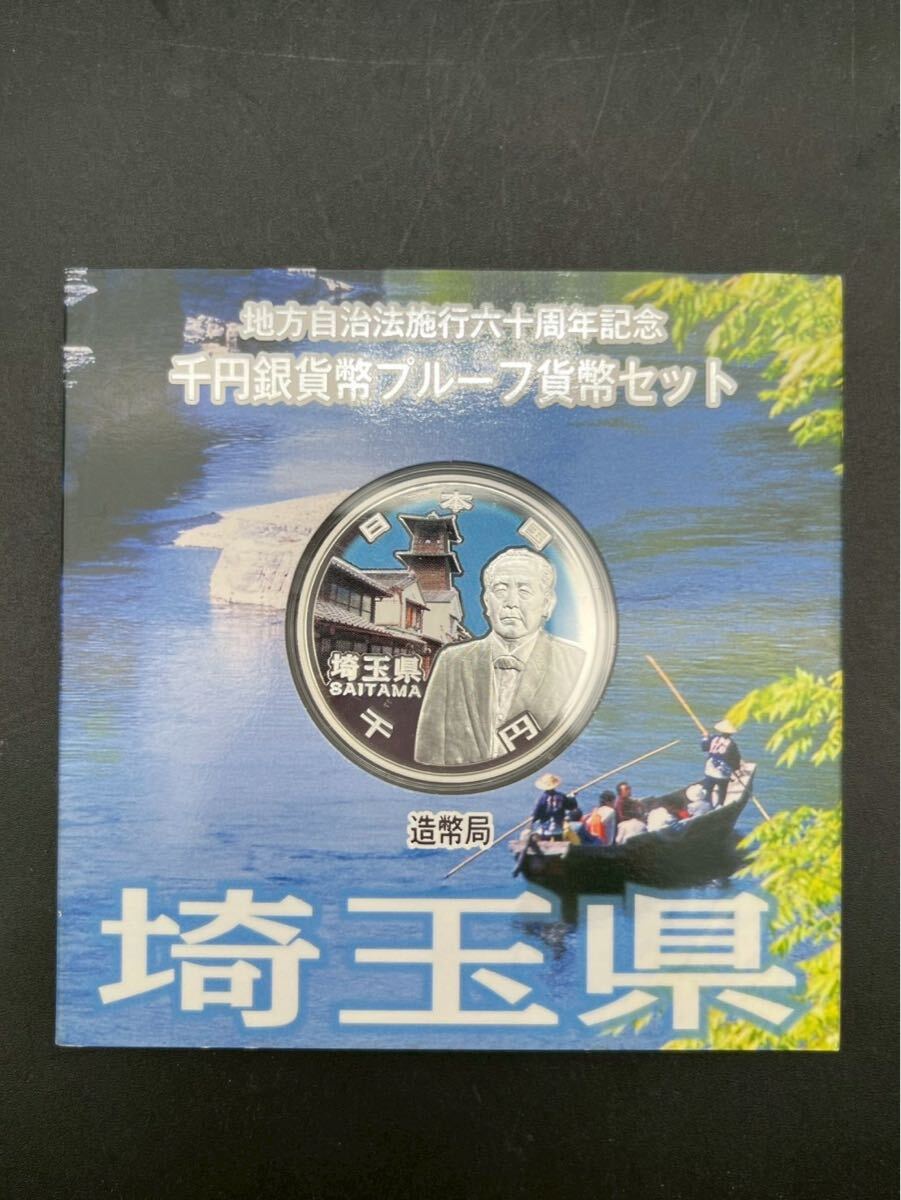 地方自治法施行六十周年記念
千円銀貨幣プルーフ貨幣セット
日本国
埼玉県
SAITAMA
千円
造幣局
埼玉県